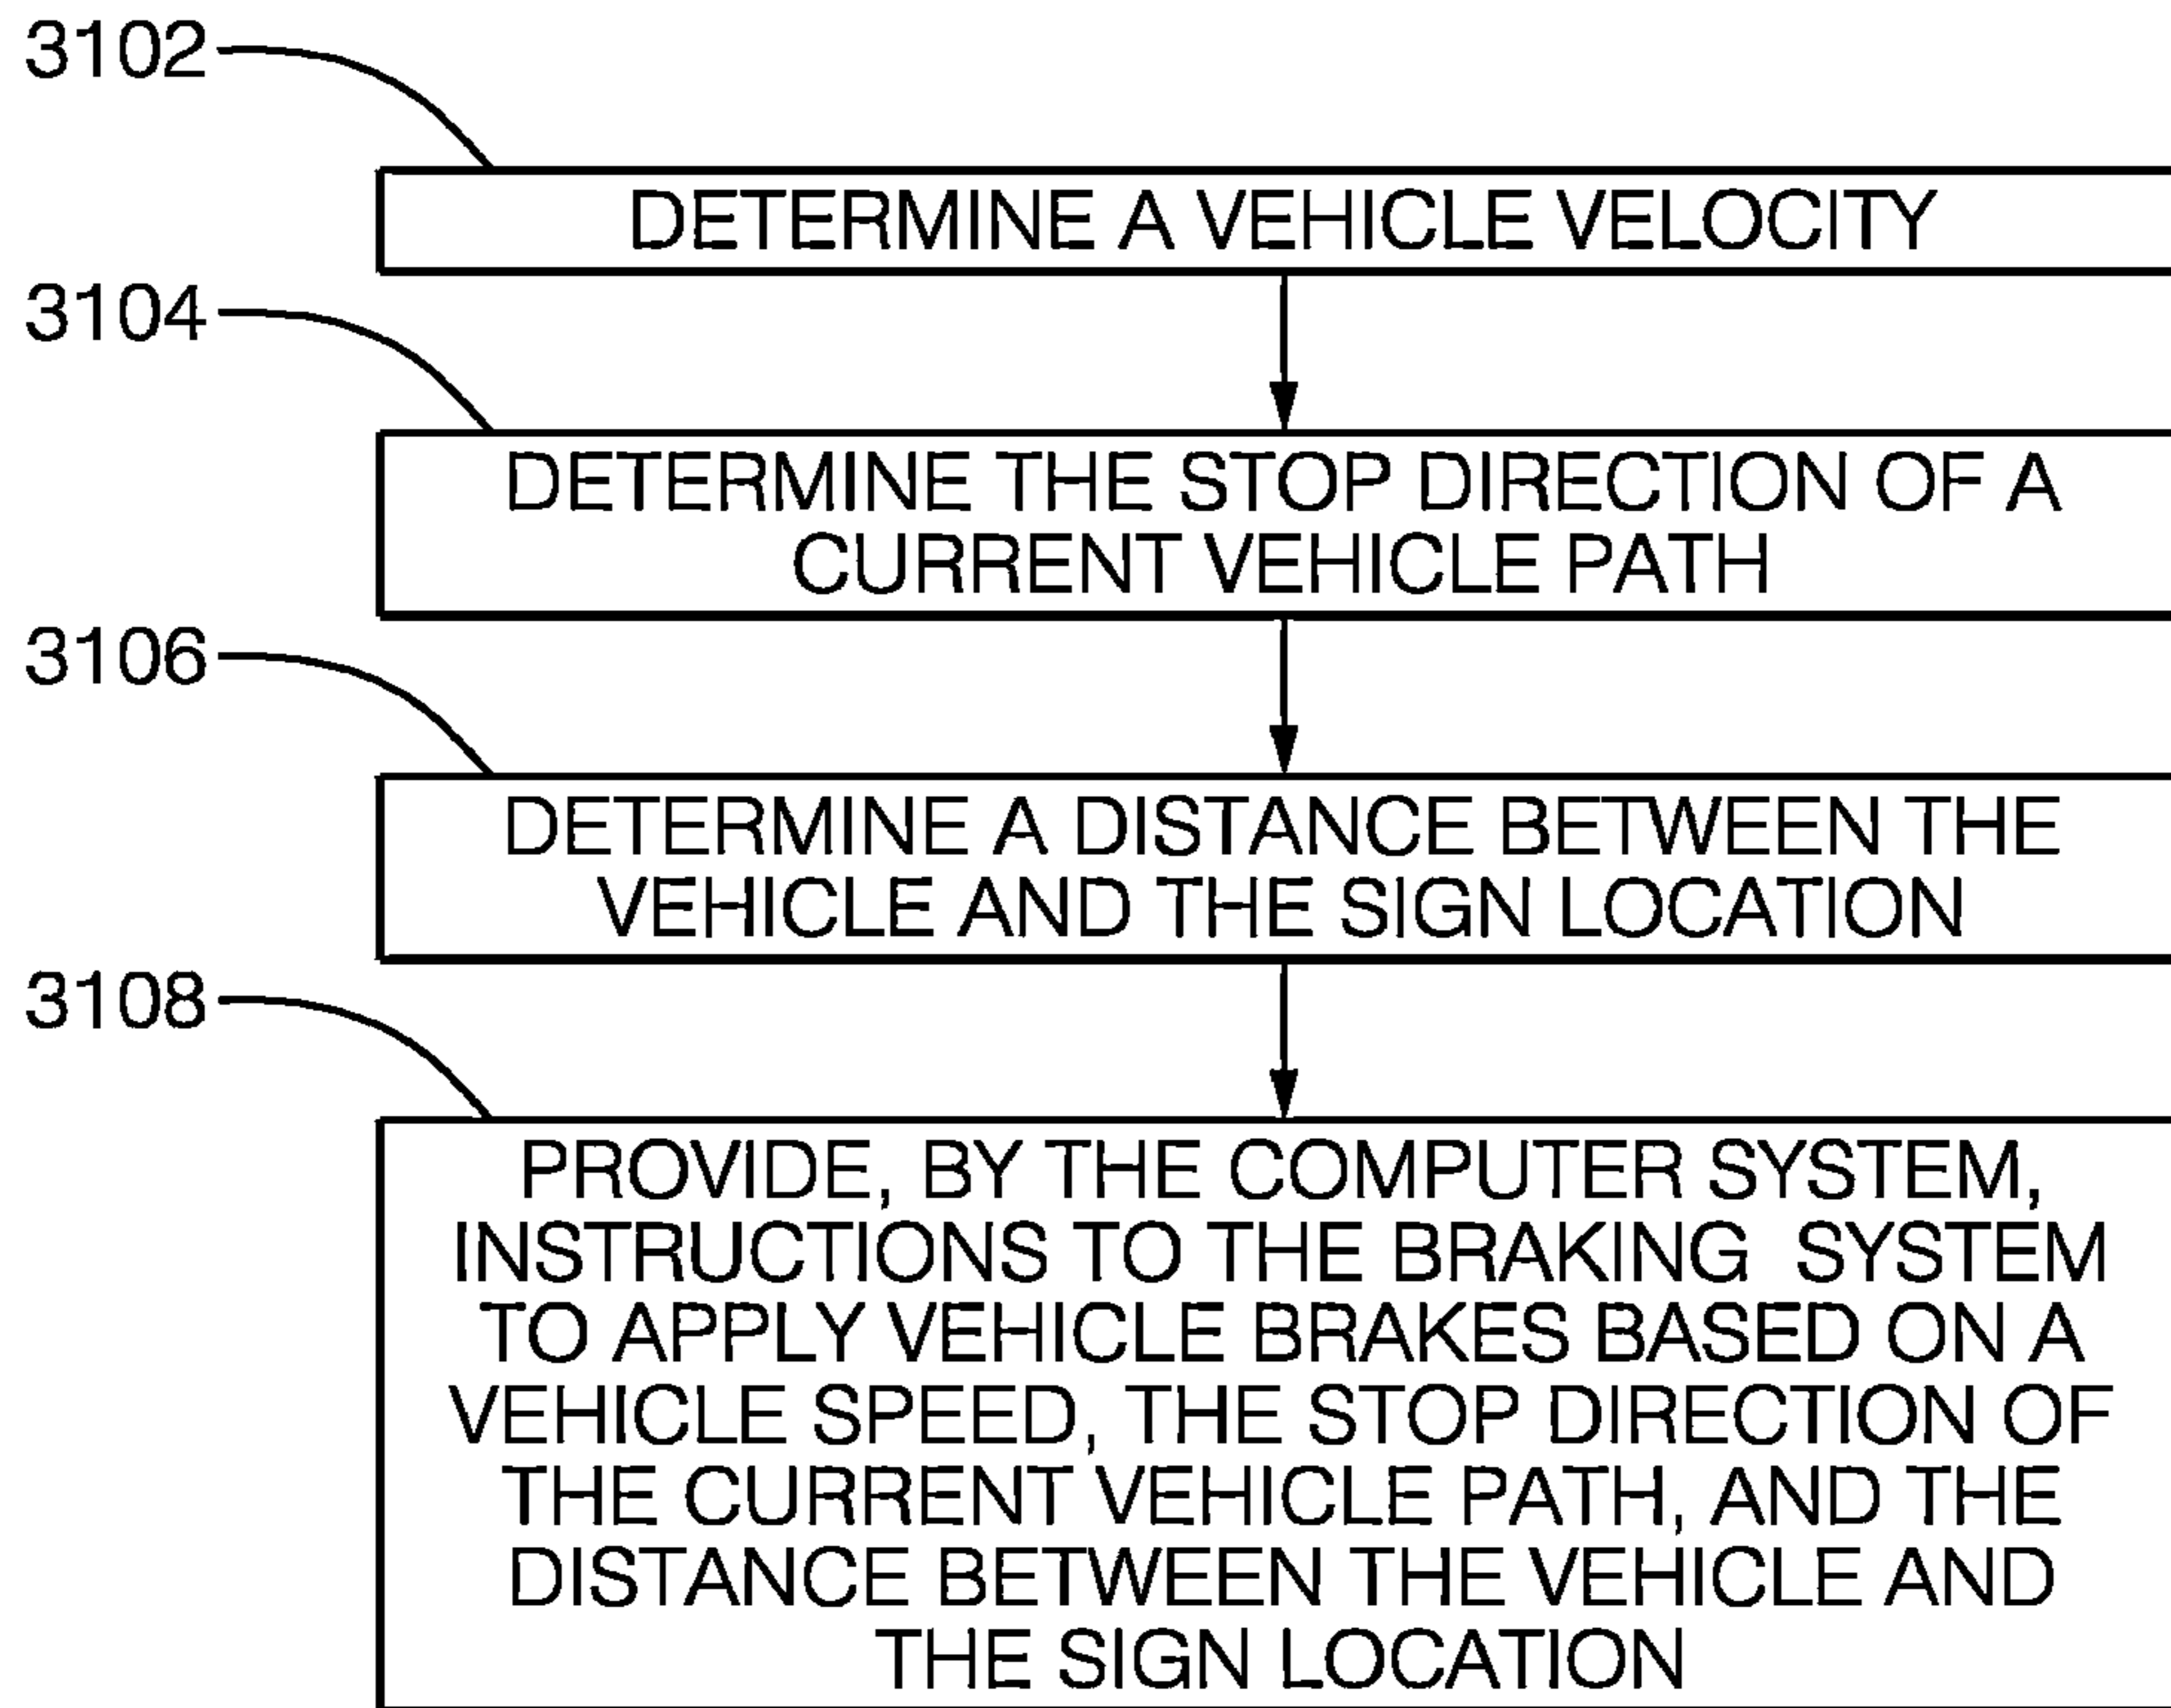 3102
DETERMINE A VEHICLE VELOCITY
3104
DETERMINE THE STOP DIRECTION OF A
CURRENT VEHICLE PATH
3106
DETERMINE A DISTANCE BETWEEN THE
VEHICLE AND THE SIGN LOCATION
3108
PROVIDE, BY THE COMPUTER SYSTEM,
INSTRUCTIONS TO THE BRAKING SYSTEM
TO APPLY VEHICLE BRAKES BASED ON A
VEHICLE SPEED, THE STOP DIRECTION OF
THE CURRENT VEHICLE PATH, AND THE
DISTANCE BETWEEN THE VEHICLE AND
THE SIGN LOCATION